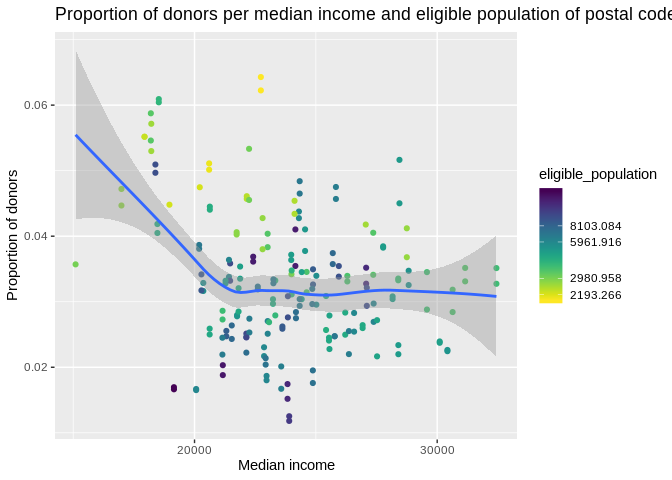 Proportion of donors per median income and eligible population of postal code
0.06
0.04
0.02
Proportion of donors
20000
30000
Median income
eligible_population
8103.084
5961.916
2980.958
2193.266